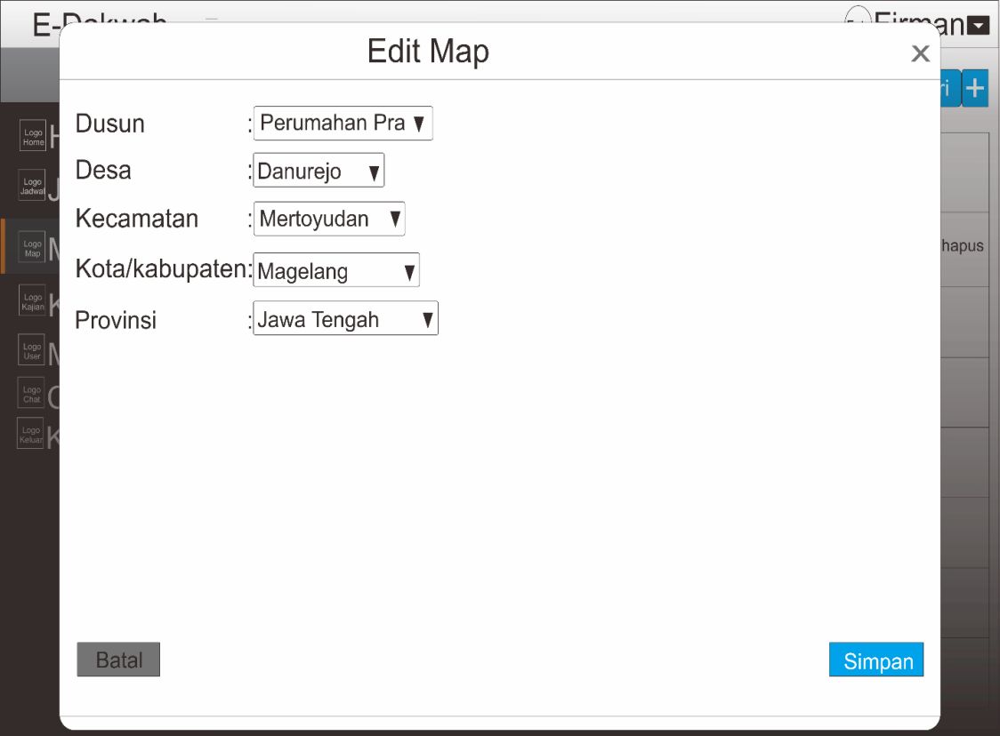 E-Dakwah
Firman
Edit Map
X
ri +
Dusun : Perumahan Pra ▼
Desa : Danurejo ▼
Kecamatan : Mertoyudan ▼
Kota/kabupaten: Magelang ▼
Provinsi : Jawa Tengah ▼
Logo
Home
H
Logo
Jadwal
J
Logo
Map
M
hapus
Logo
Kajian
K
Logo
User
M
Logo
Chat
C
Logo
Keluar
K
Batal
Simpan